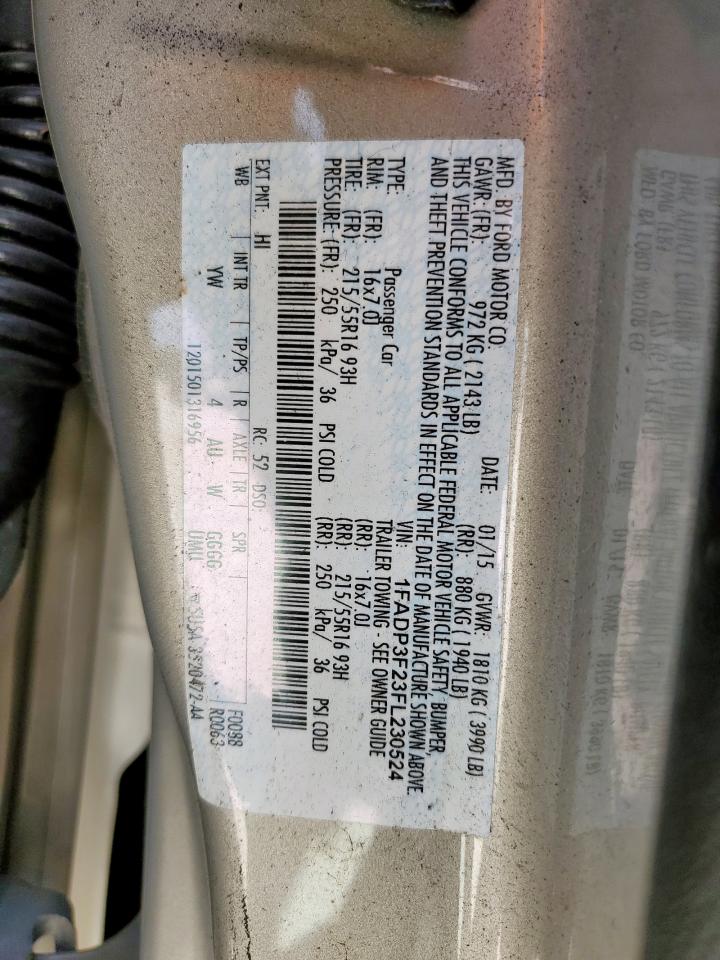 MFD. BY FORD MOTOR CO.
DATE: 01/15 GVWR: 1810 KG ( 3990 LB)
GAWR: (FR): 972 KG ( 2143 LB) (RR): 880 KG ( 1940 LB)
THIS VEHICLE CONFORMS TO ALL APPLICABLE FEDERAL MOTOR VEHICLE SAFETY, BUMPER,
AND THEFT PREVENTION STANDARDS IN EFFECT ON THE DATE OF MANUFACTURE SHOWN ABOVE.
VIN: 1FADP3F23FL230524
TYPE: Passenger Car TRAILER TOWING - SEE OWNER GUIDE
RIM: (FR): 16x7.0J (RR): 16x7.0J
TIRE: (FR): 215/55R16 93H (RR): 215/55R16 93H
PRESSURE: (FR): 250 kPa/ 36 PSI COLD (RR): 250 kPa/ 36 PSI COLD
EXT PNT: HI RC: 52 DSO: F0098
WB INT TR TP/PS R AXLE TR SPR R0063
YW 4 AU W GGGG
1201501316956 UMIL